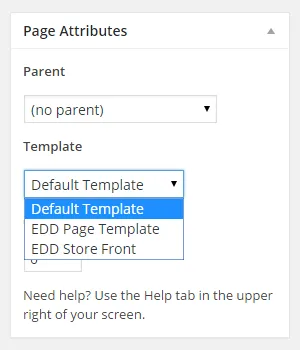 Page Attributes
Parent
(no parent)
Template
Default Template
Default Template
EDD Page Template
EDD Store Front
Need help? Use the Help tab in the upper
right of your screen.